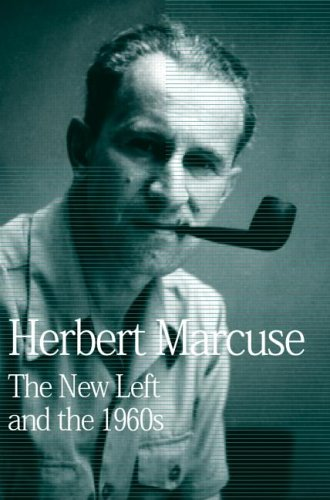 Herbert Marcuse
The New Left
and the 1960s